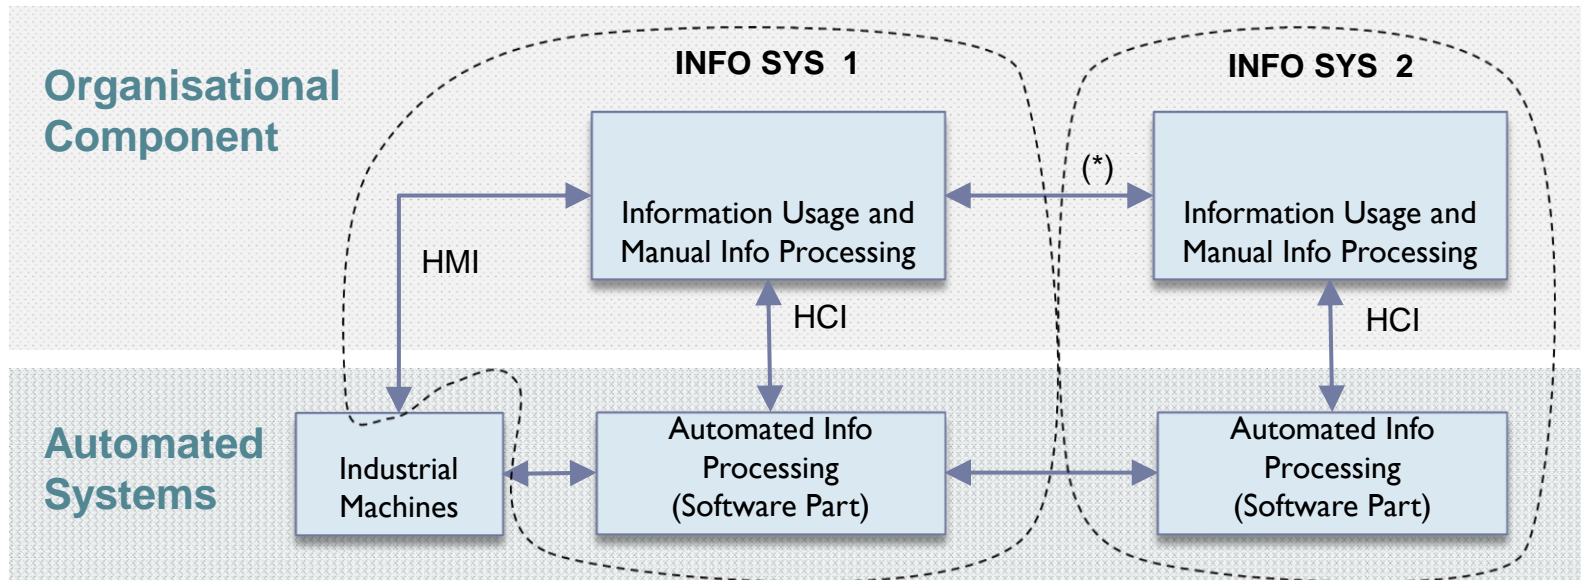 Organisational
Component
INFO SYS 1
INFO SYS 2
(*)
Information Usage and
Manual Info Processing
Information Usage and
Manual Info Processing
HMI
HCI
HCI
Automated
Systems
Industrial
Machines
Automated Info
Processing
(Software Part)
Automated Info
Processing
(Software Part)